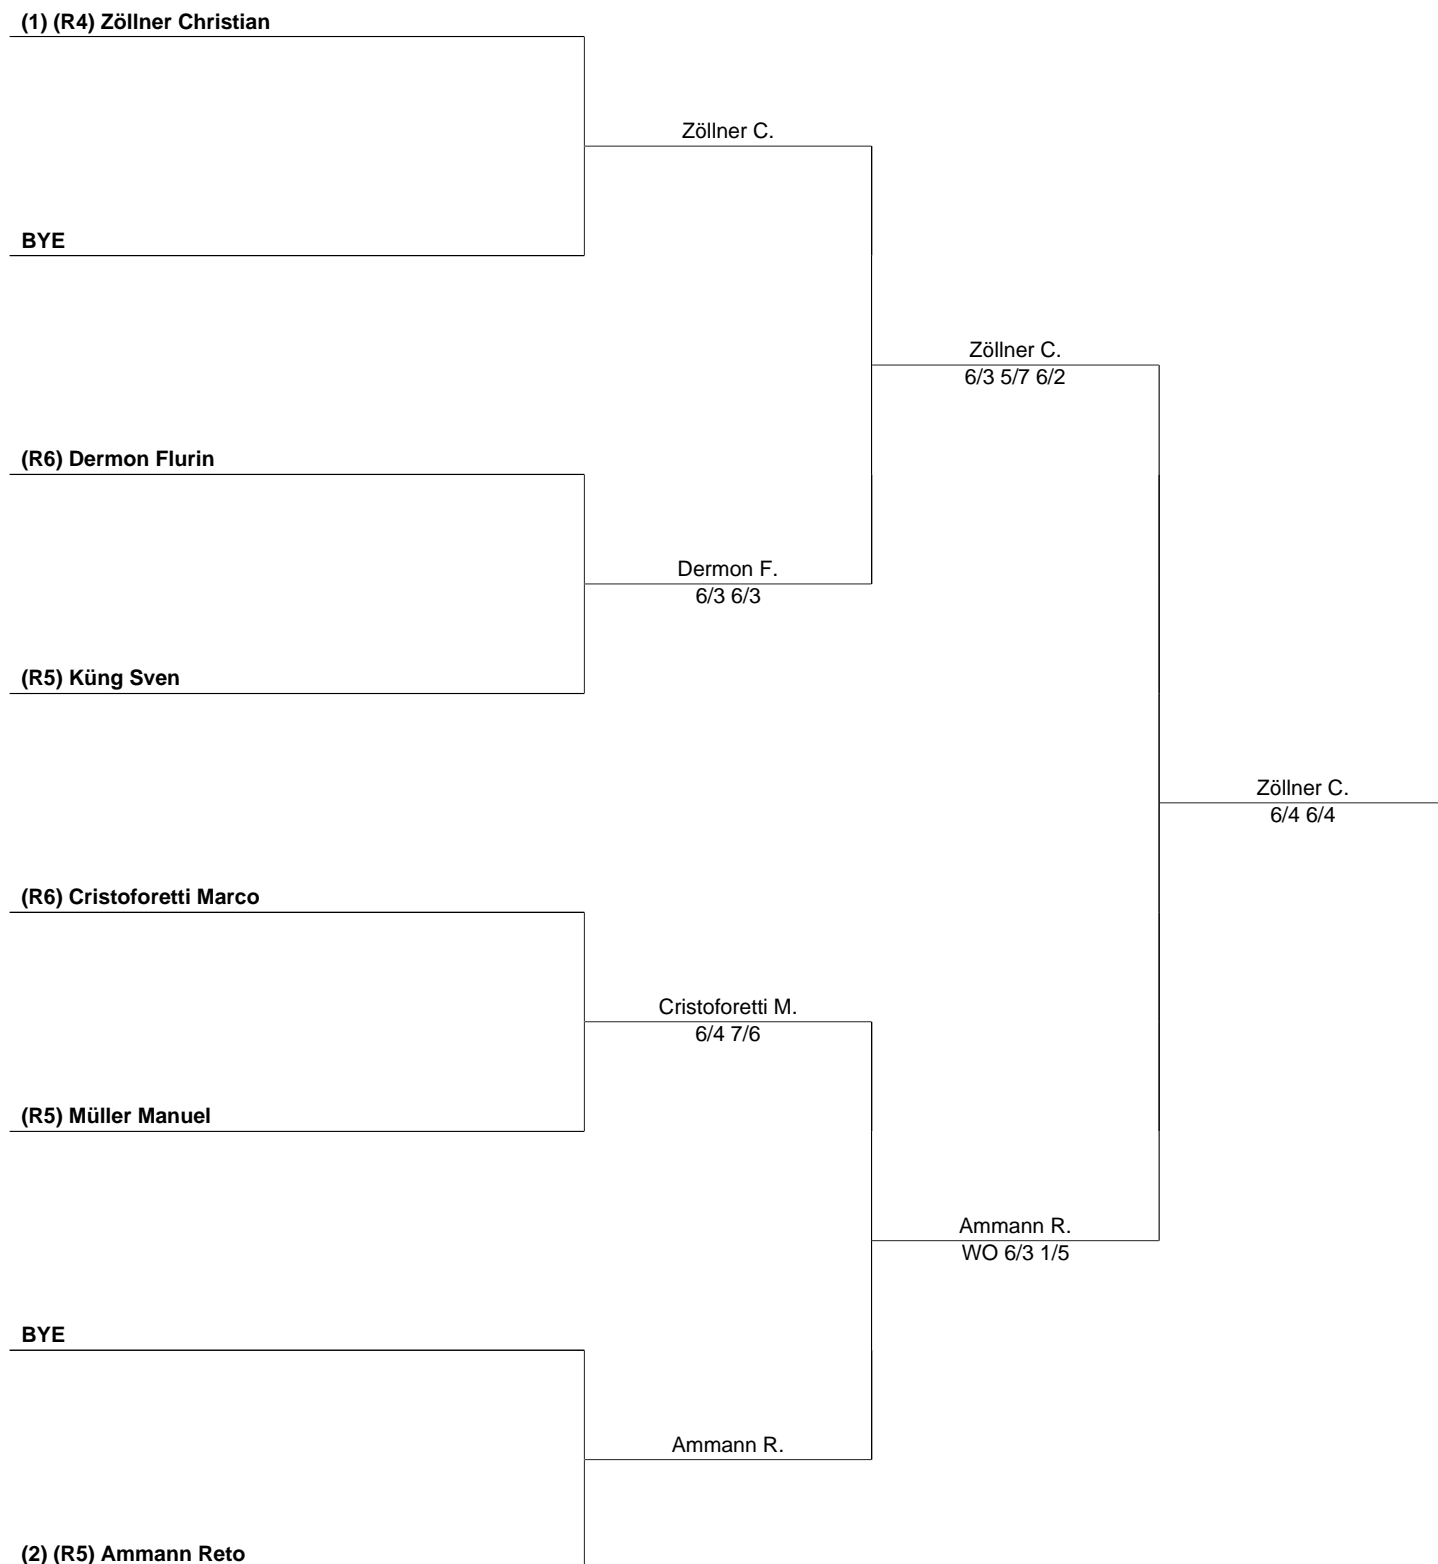 (1) (R4) Zöllner Christian
Zöllner C.
BYE
Zöllner C.
6/3 5/7 6/2
(R6) Dermon Flurin
Dermon F.
6/3 6/3
(R5) Küng Sven
Zöllner C.
6/4 6/4
(R6) Cristoforetti Marco
Cristoforetti M.
6/4 7/6
(R5) Müller Manuel
Ammann R.
WO 6/3 1/5
BYE
Ammann R.
(2) (R5) Ammann Reto